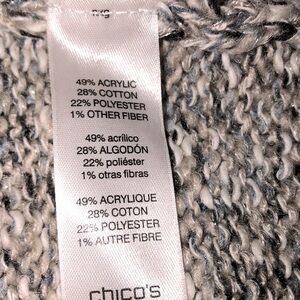 49% ACRYLIC
28% COTTON
22% POLYESTER
1% OTHER FIBER
49% acrílico
28% ALGODÓN
22% poliéster
1% otras fibras
49% ACRYLIQUE
28% COTON
22% POLYESTER
1% AUTRE FIBRE
chico's